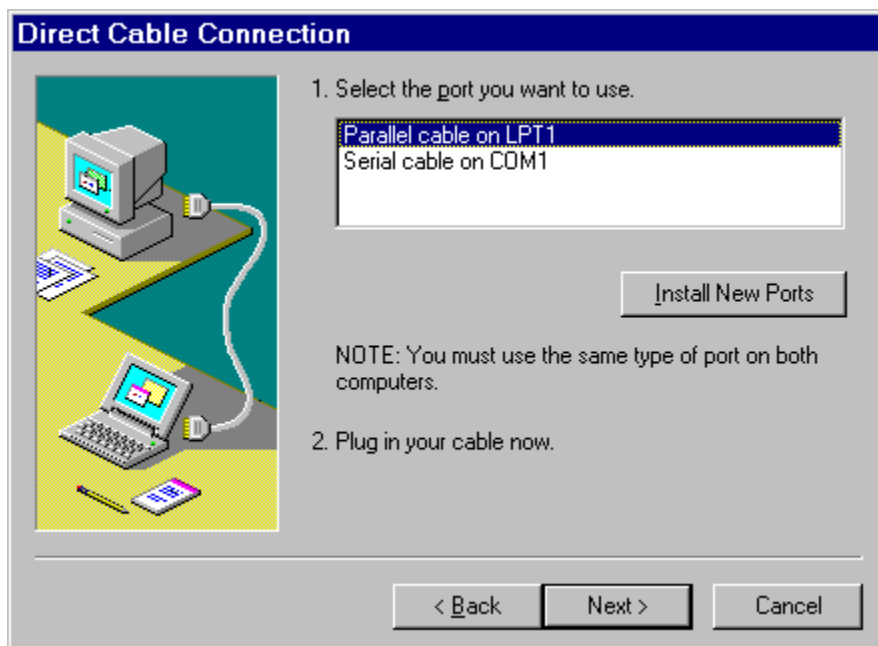 Direct Cable Connection
1. Select the port you want to use.
Parallel cable on LPT1
Serial cable on COM1
Install New Ports
NOTE: You must use the same type of port on both
computers.
2. Plug in your cable now.
< Back
Next >
Cancel